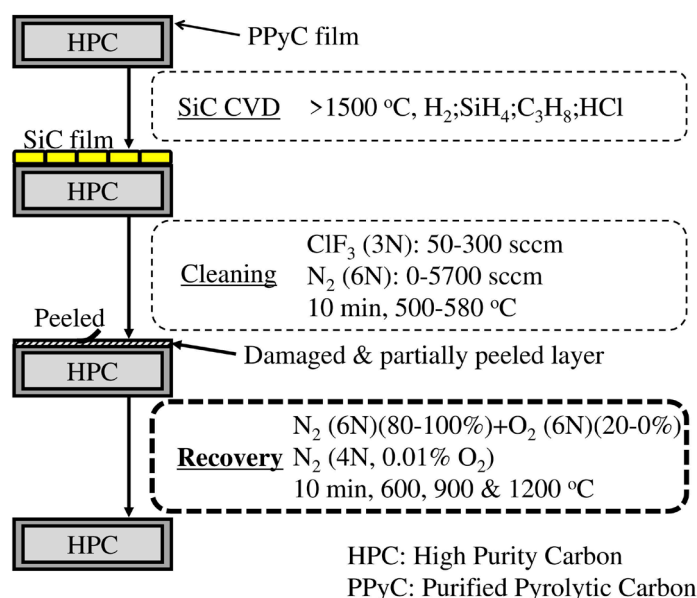 HPC
PPyC film
SiC CVD >1500 °C, H₂;SiH₄;C₃H₈;HCl
SiC film
HPC
ClF₃ (3N): 50-300 sccm
Cleaning
N₂ (6N): 0-5700 sccm
10 min, 500-580 °C
Peeled
Damaged & partially peeled layer
HPC
N₂ (6N)(80-100%)+O₂ (6N)(20-0%)
Recovery N₂ (4N, 0.01% O₂)
10 min, 600, 900 & 1200 °C
HPC
HPC: High Purity Carbon
PPyC: Purified Pyrolytic Carbon